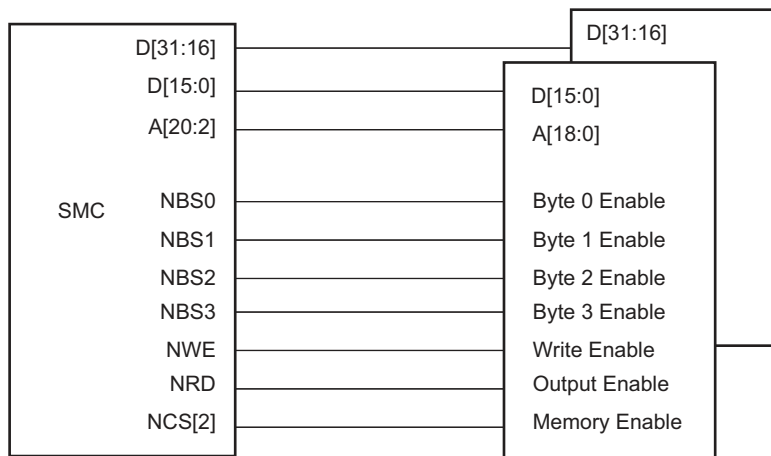 D[31:16] D[31:16]
D[15:0] D[15:0]
A[20:2] A[18:0]
SMC
NBS0 Byte 0 Enable
NBS1 Byte 1 Enable
NBS2 Byte 2 Enable
NBS3 Byte 3 Enable
NWE Write Enable
NRD Output Enable
NCS[2] Memory Enable